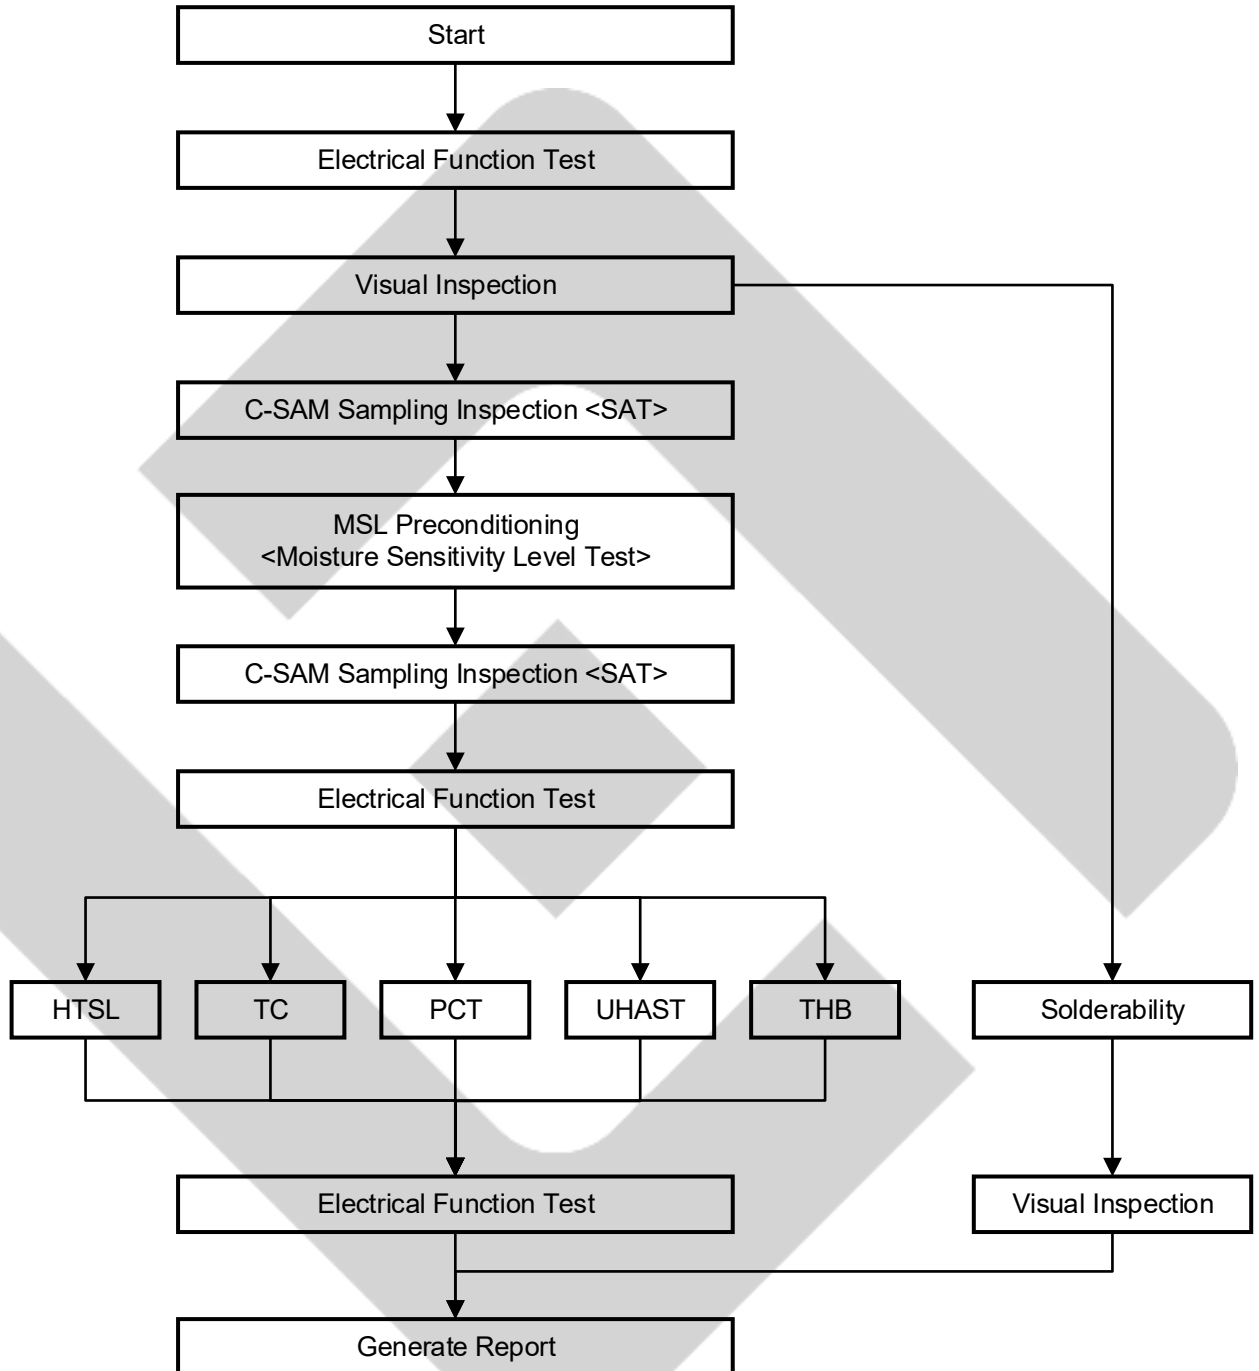 Start
Electrical Function Test
Visual Inspection
C-SAM Sampling Inspection <SAT>
MSL Preconditioning
<Moisture Sensitivity Level Test>
C-SAM Sampling Inspection <SAT>
Electrical Function Test
HTSL
TC
PCT
UHAST
THB
Solderability
Electrical Function Test
Visual Inspection
Generate Report